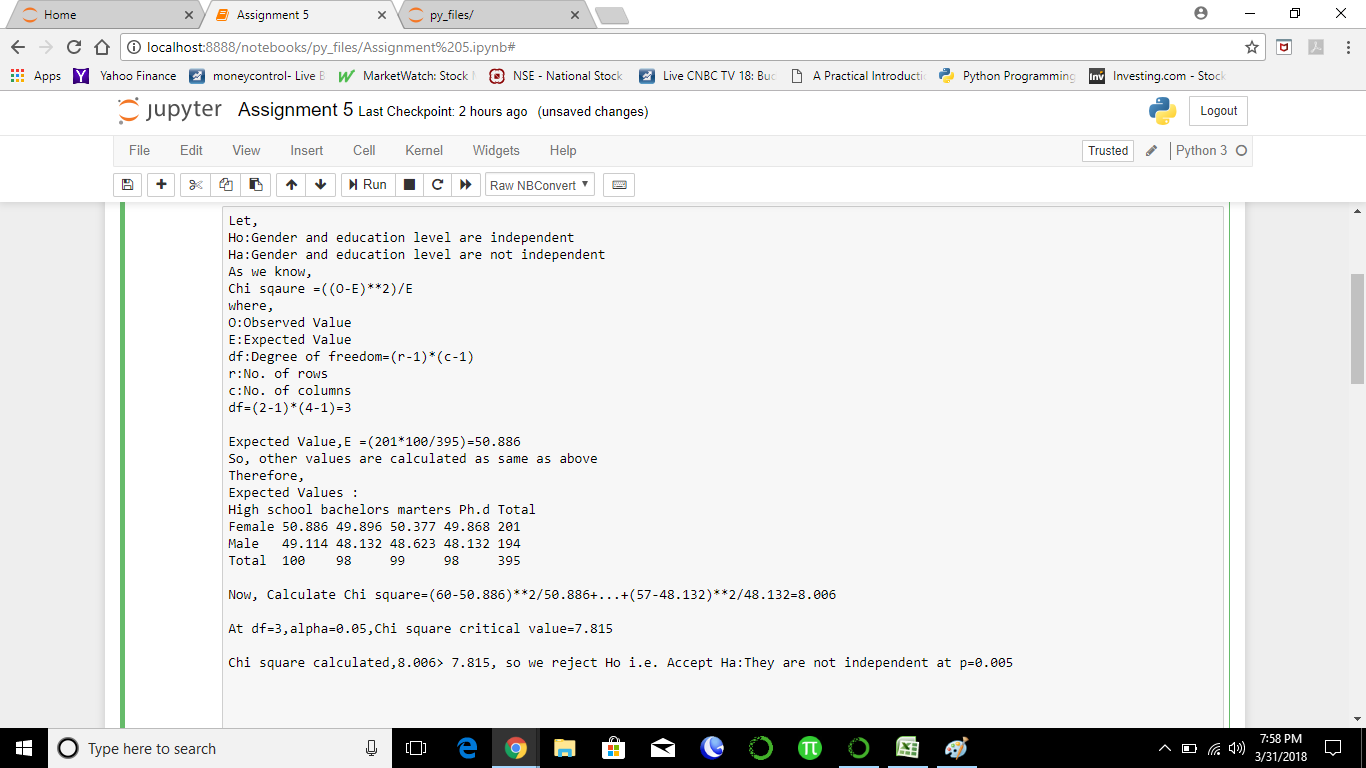 Home
Assignment 5
py_files/
localhost:8888/notebooks/py_files/Assignment%205.ipynb#
Apps Yahoo Finance moneycontrol- Live B MarketWatch: Stock NSE - National Stock Live CNBC TV 18: Bu A Practical Introducti Python Programming Investing.com - Stock
jupyter Assignment 5 Last Checkpoint: 2 hours ago (unsaved changes) Logout
File Edit View Insert Cell Kernel Widgets Help Trusted Python 3
Run Raw NBConvert
Let,
Ho:Gender and education level are independent
Ha:Gender and education level are not independent
As we know,
Chi sqaure =((O-E)**2)/E
where,
O:Observed Value
E:Expected Value
df:Degree of freedom=(r-1)*(c-1)
r:No. of rows
c:No. of columns
df=(2-1)*(4-1)=3
Expected Value,E =(201*100/395)=50.886
So, other values are calculated as same as above
Therefore,
Expected Values :
High school bachelors marters Ph.d Total
Female 50.886 49.896 50.377 49.868 201
Male 49.114 48.132 48.623 48.132 194
Total 100 98 99 98 395
Now, Calculate Chi square=(60-50.886)**2/50.886+...+(57-48.132)**2/48.132=8.006
At df=3,alpha=0.05,Chi square critical value=7.815
Chi square calculated,8.006> 7.815, so we reject Ho i.e. Accept Ha:They are not independent at p=0.005
Type here to search
7:58 PM
3/31/2018